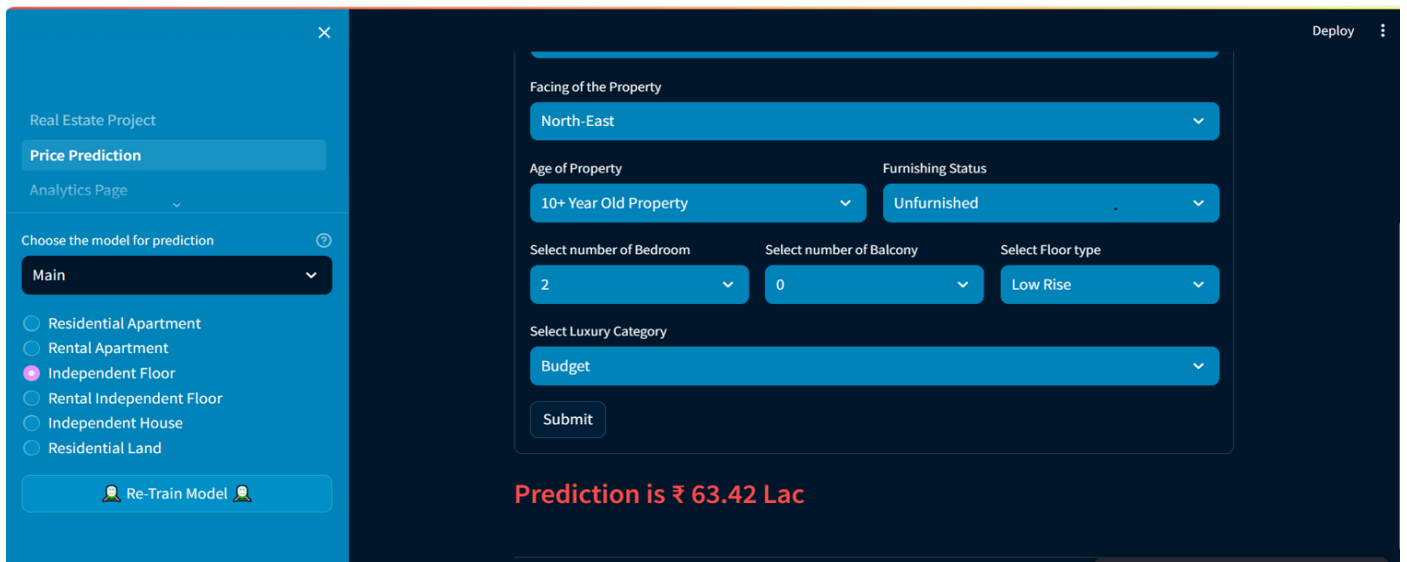 Deploy
Real Estate Project
Price Prediction
Analytics Page
Choose the model for prediction
Main
Residential Apartment
Rental Apartment
Independent Floor
Rental Independent Floor
Independent House
Residential Land
Re-Train Model
Facing of the Property
North-East
Age of Property Furnishing Status
10+ Year Old Property Unfurnished
Select number of Bedroom Select number of Balcony Select Floor type
2 0 Low Rise
Select Luxury Category
Budget
Submit
Prediction is ₹ 63.42 Lac